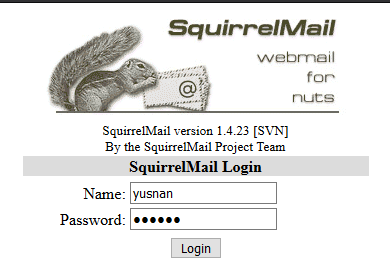 SquirrelMail
webmail
for
nuts
@
SquirrelMail version 1.4.23 [SVN]
By the SquirrelMail Project Team
SquirrelMail Login
Name: yusnan
Password: ●●●●●●
Login